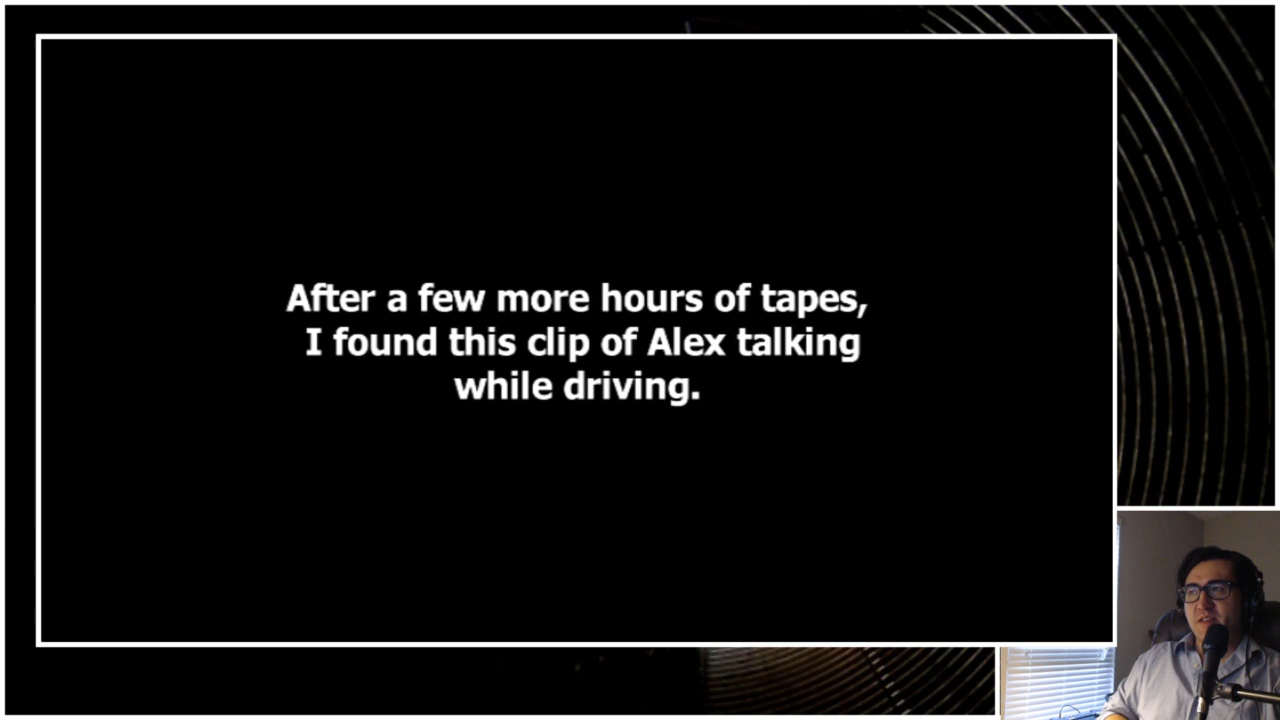 After a few more hours of tapes,
I found this clip of Alex talking
while driving.